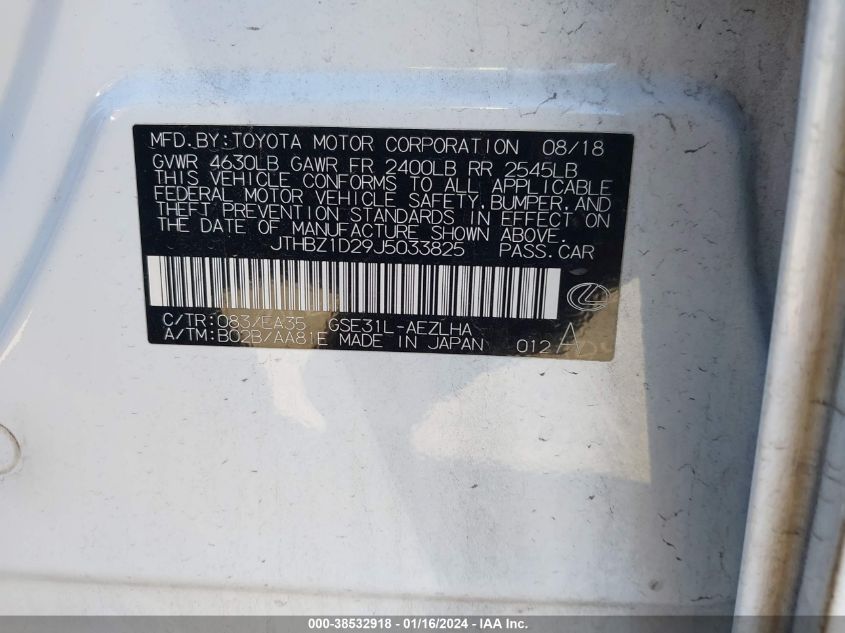 MFD.BY:TOYOTA MOTOR CORPORATION 08/18
GVWR 4630LB GAWR FR 2400LB RR 2545LB
THIS VEHICLE CONFORMS TO ALL APPLICABLE
FEDERAL MOTOR VEHICLE SAFETY,BUMPER,AND
THEFT PREVENTION STANDARDS IN EFFECT ON
THE DATE OF MANUFACTURE SHOWN ABOVE.
JTHBZ1D29J5033825 PASS.CAR
C/TR:083/EA35 GSE31L-AEZLHA
A/TM:B02B/AA81E MADE IN JAPAN 012 A
000-38532918 - 01/16/2024 - IAA Inc.